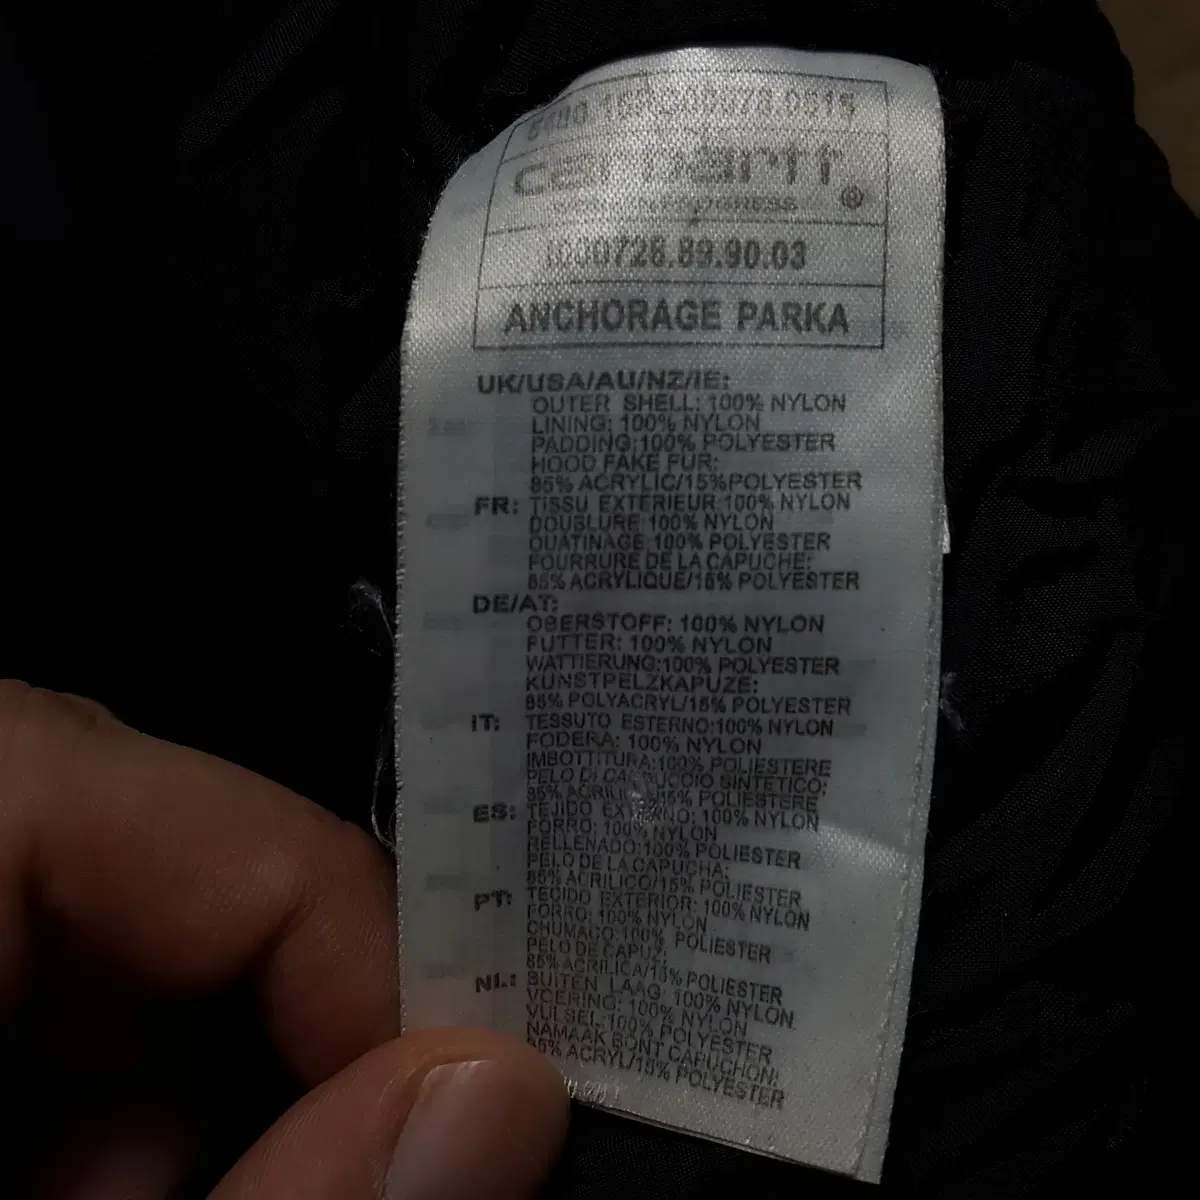 carhartt ®
WORK IN PROGRESS
I000728.89.90.03
ANCHORAGE PARKA
UK/USA/AU/NZ/IE:
OUTER SHELL: 100% NYLON
LINING: 100% NYLON
PADDING:100% POLYESTER
HOOD FAKE FUR:
85% ACRYLIC/15%POLYESTER
FR: TISSU EXTERIEUR:100% NYLON
DOUBLURE:100% NYLON
OUATINAGE:100% POLYESTER
FOURRURE DE LA CAPUCHE:
85% ACRYLIQUE/15% POLYESTER
DE/AT:
OBERSTOFF: 100% NYLON
FUTTER: 100% NYLON
WATTIERUNG:100% POLYESTER
KUNSTPELZKAPUZE:
85% POLYACRYL/15% POLYESTER
IT: TESSUTO ESTERNO:100% NYLON
FODERA: 100% NYLON
IMBOTTITURA:100% POLIESTERE
PELO DI CAPPUCCIO SINTETICO:
85% ACRILICO/15% POLIESTERE
ES: TEJIDO EXTERNO: 100% NYLON
FORRO: 100% NYLON
RELLENADO:100% POLIESTER
PELO DE LA CAPUCHA:
85% ACRILICO/15% POLIESTER
PT: TECIDO EXTERIOR: 100% NYLON
FORRO: 100% NYLON
CHUMACO:100% POLIESTER
PELO DE CAPUZ:
85% ACRILICA/15% POLIESTER
NL: BUITEN LAAG: 100% NYLON
VOERING: 100% NYLON
VULSEL:100% POLYESTER
NAMAAK BONT CAPUCHON:
85% ACRYL/15% POLYESTER